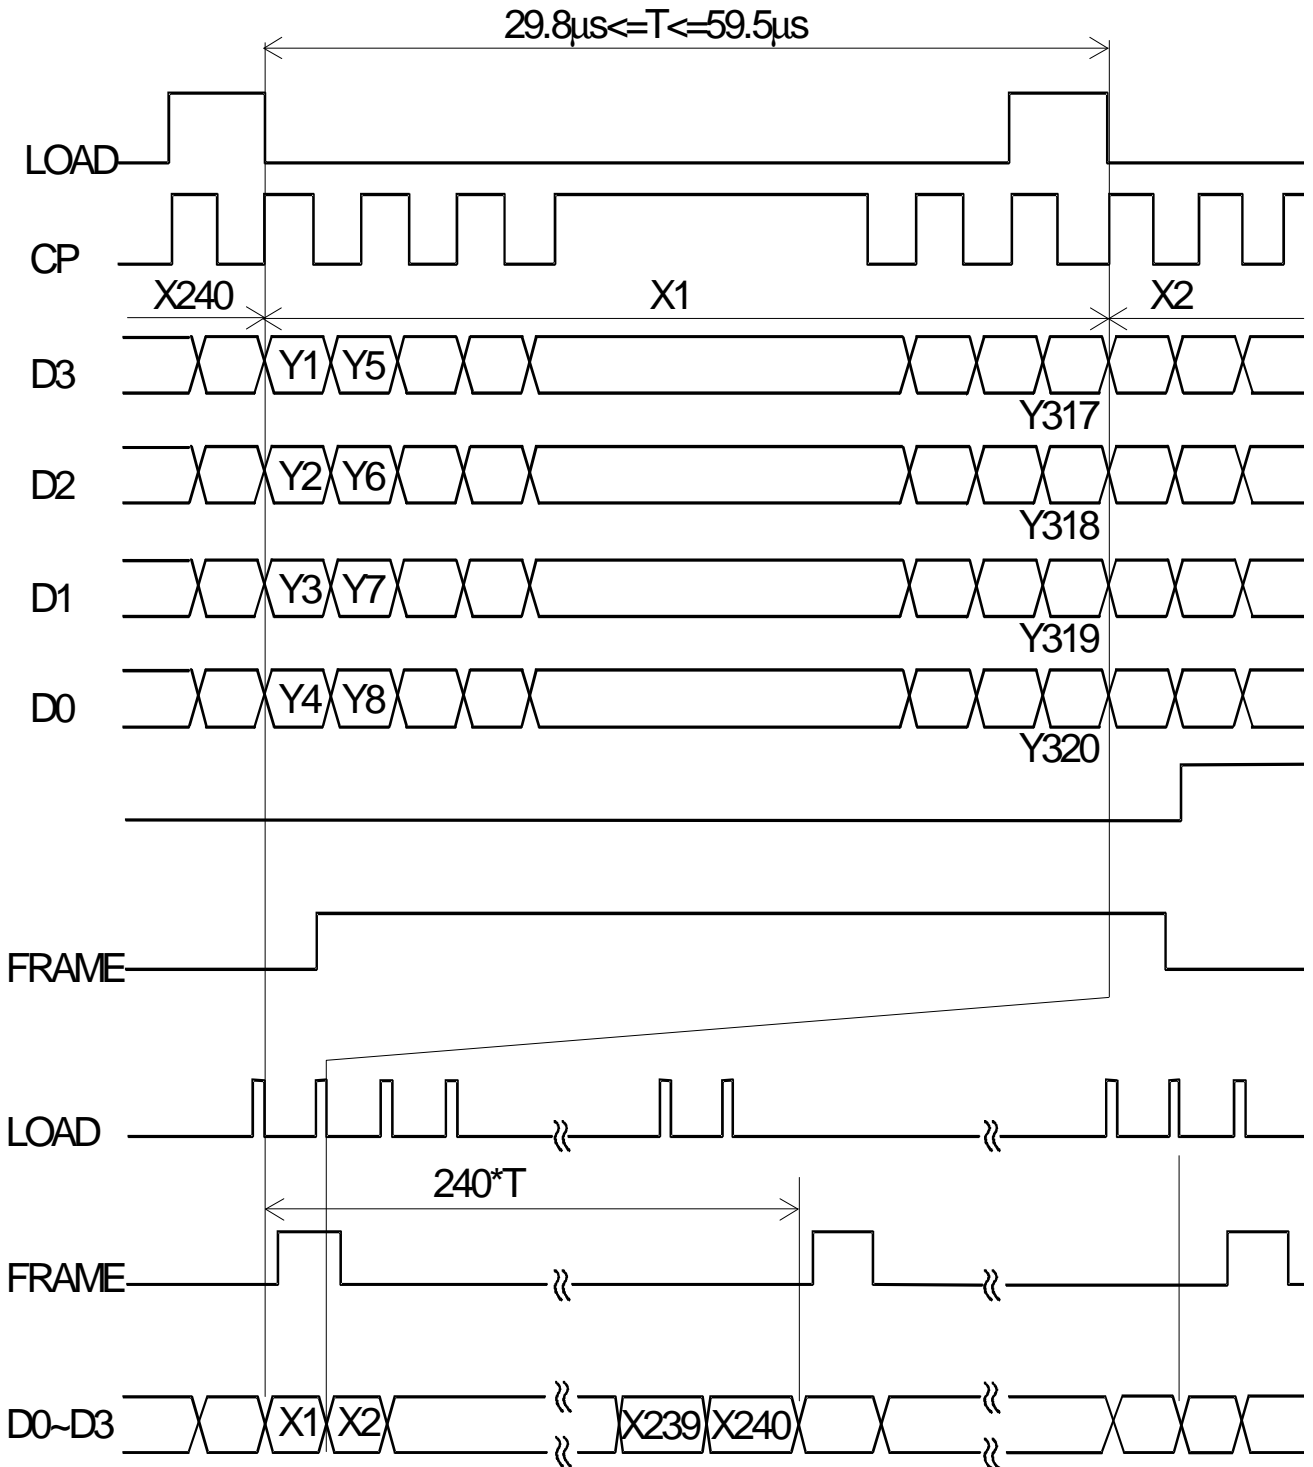 29.8µs<=T<=59.5µs
LOAD
CP
X240 X1 X2
D3 Y1 Y5
Y317
D2 Y2 Y6
Y318
D1 Y3 Y7
Y319
D0 Y4 Y8
Y320
FRAME
LOAD
240*T
FRAME
D0~D3 X1 X2 X239 X240